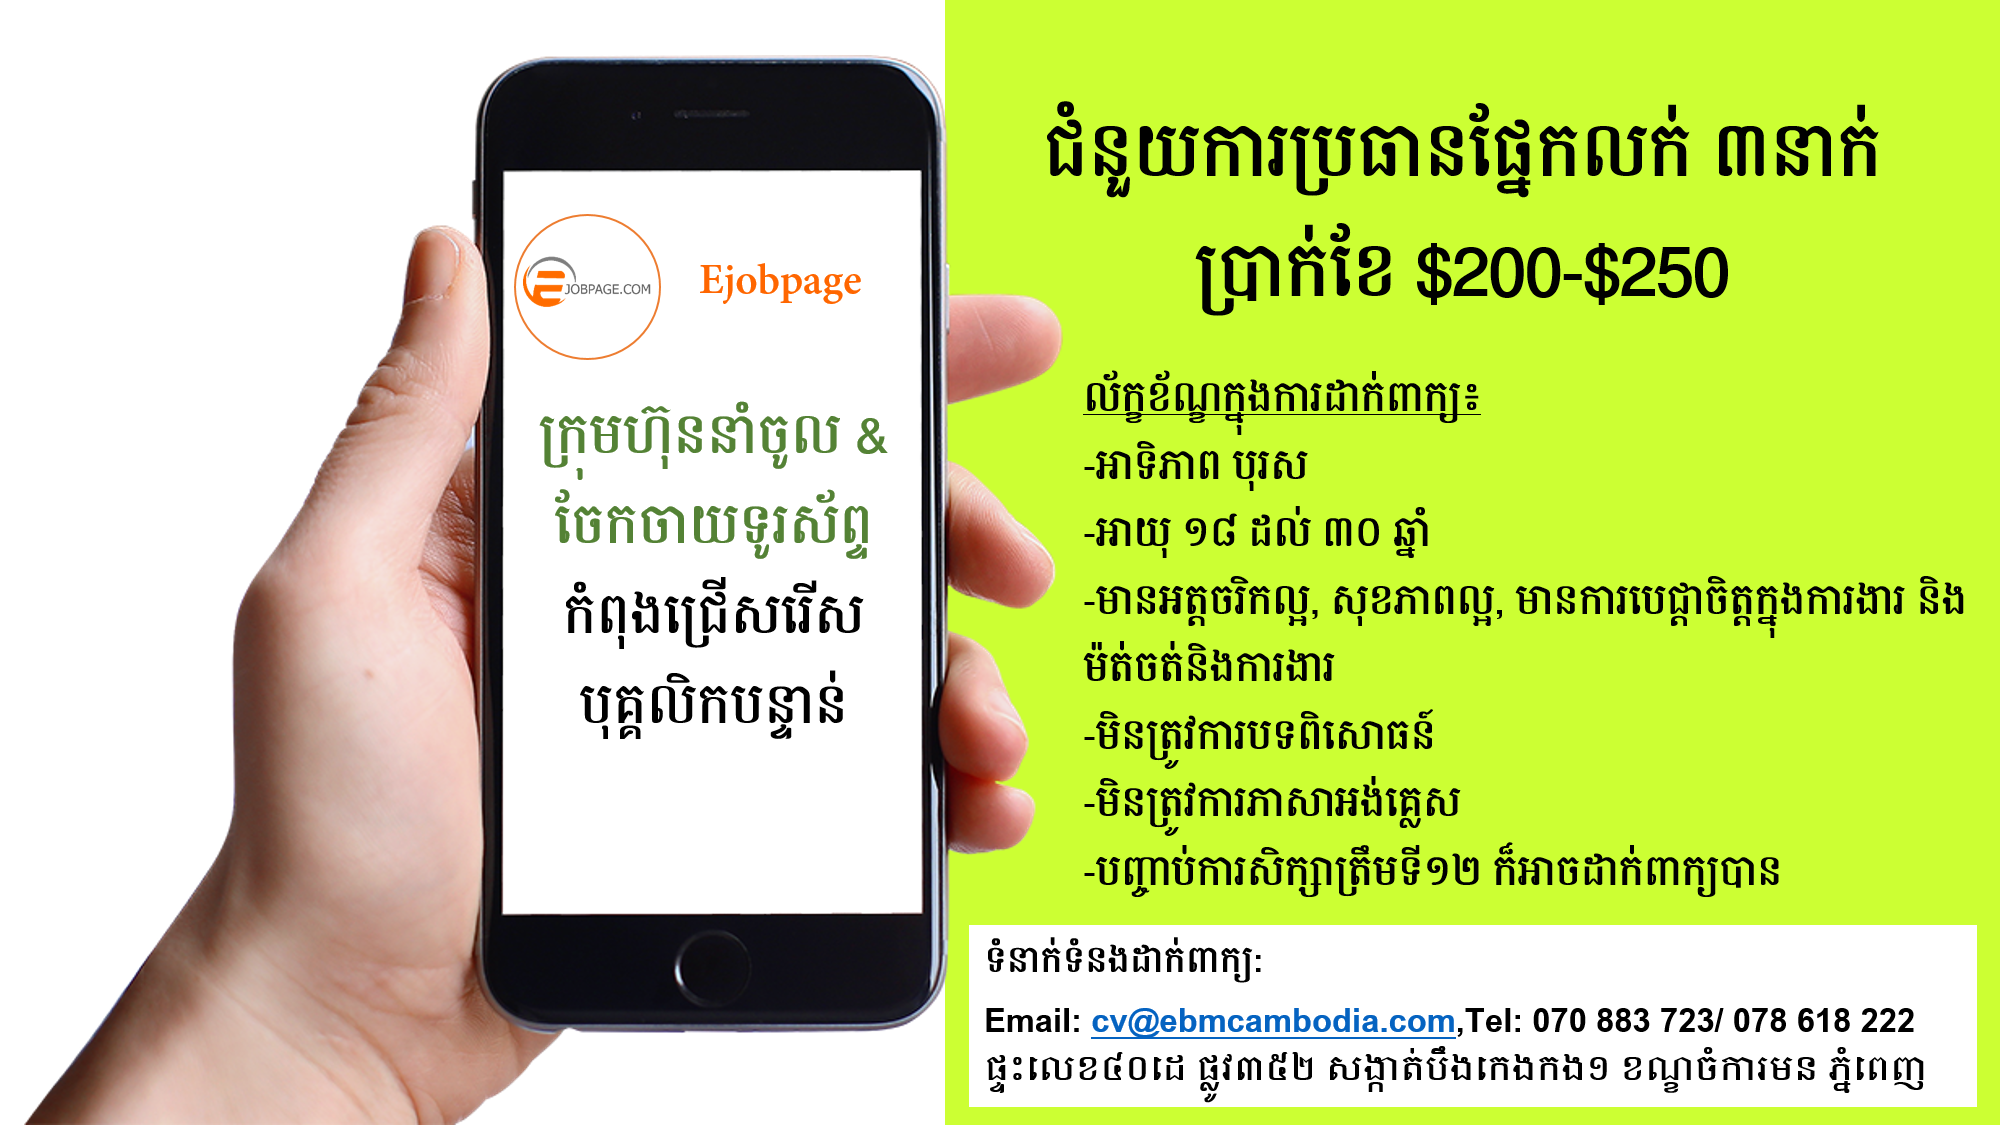 JOBPAGE.COM
Ejobpage
ក្រុមហ៊ុននាំចូល &
ចែកចាយទូរស័ព្ទ
កំពុងជ្រើសរើស
បុគ្គលិកបន្ទាន់
ជំនួយការប្រធានផ្នែកលក់ ៣នាក់
ប្រាក់ខែ $200-$250
ល័ក្ខខ័ណ្ឌក្នុងការដាក់ពាក្យ៖
-អាទិភាព បុរស
-អាយុ ១៨ ដល់ ៣០ ឆ្នាំ
-មានអត្តចរិកល្អ, សុខភាពល្អ, មានការបេផ្តាចិត្តក្នុងការងារ និង
ម៉ត់ចត់និងការងារ
-មិនត្រូវការបទពិសោធន៍
-មិនត្រូវការភាសាអង់គ្លេស
-បញ្ចាប់ការសិក្សាត្រឹមទី១២ ក៏អាចដាក់ពាក្យបាន
ទំនាក់ទំនងដាក់ពាក្យ:
Email: cv@ebmcambodia.com,Tel: 070 883 723/ 078 618 222
ផ្ទះលេខ៤០ដេ ផ្លូវ៣៥២ សង្កាត់បឹងកេងកង១ ខណ្ឌចំការមន ភ្នំពេញ